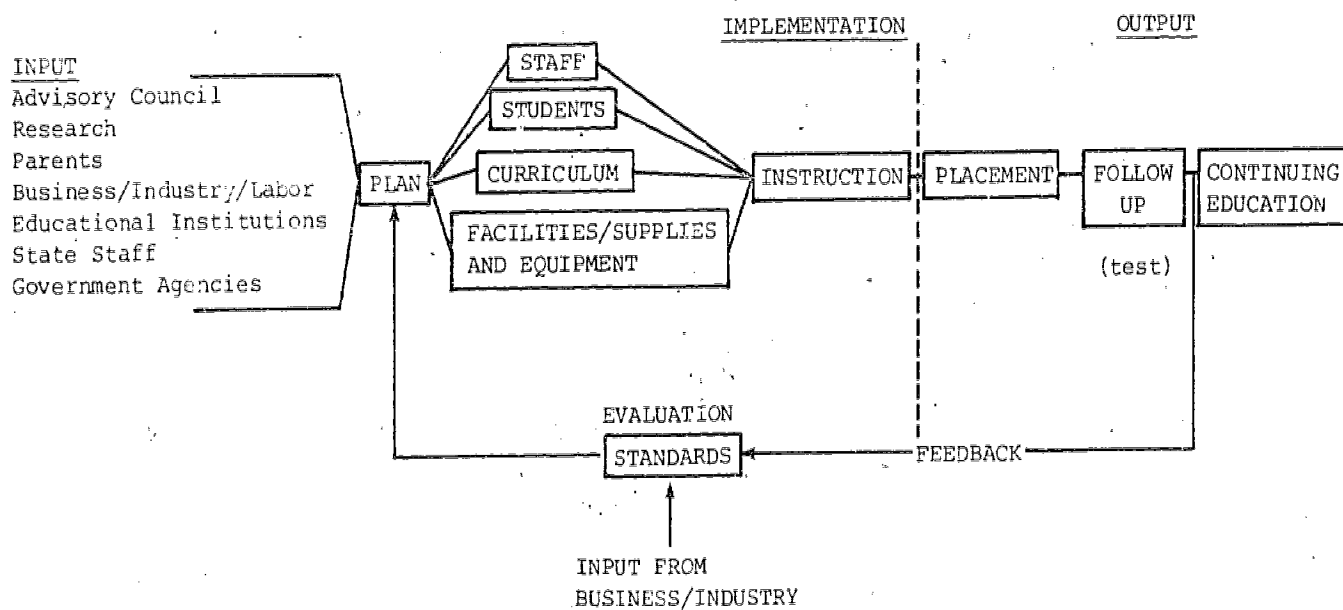 IMPLEMENTATION
OUTPUT
INPUT
Advisory Council
Research
Parents
Business/Industry/Labor
Educational Institutions
State Staff
Government Agencies
PLAN
STAFF
STUDENTS
CURRICULUM
FACILITIES/SUPPLIES
AND EQUIPMENT
INSTRUCTION
PLACEMENT
FOLLOW
UP
(test)
CONTINUING
EDUCATION
EVALUATION
STANDARDS
FEEDBACK
INPUT FROM
BUSINESS/INDUSTRY